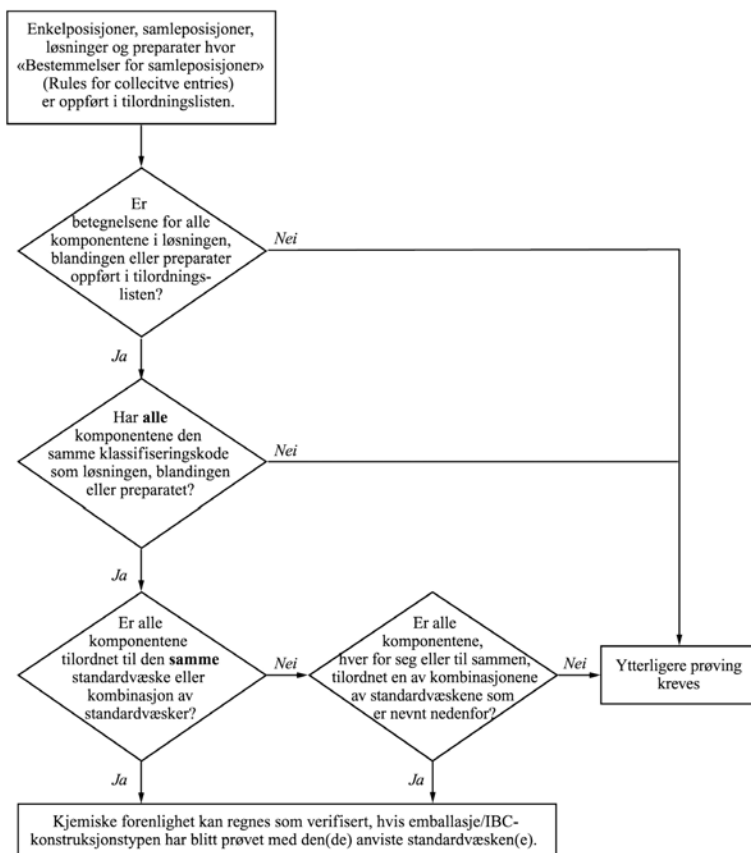 Enkelposisjoner, samleposisjoner,
løsninger og preparater hvor
«Bestemmelser for samleposisjoner»
(Rules for collecitve entries)
er oppført i tilordningslisten.
Er
betegnelsene for alle
komponentene i løsningen,
blandingen eller preparater
oppført i tilordnings-
listen?
Nei
Ja
Har alle
komponentene den
samme klassifiseringskode
som løsningen, blandingen
eller preparatet?
Nei
Ja
Er alle
komponentene
tilordnet til den samme
standardvæske eller
kombinasjon av
standardvæsker?
Nei
Er alle
komponentene,
hver for seg eller til sammen,
tilordnet en av kombinasjonene
av standardvæskene som
er nevnt nedenfor?
Nei
Ytterligere prøving
kreves
Ja
Ja
Kjemiske forenlighet kan regnes som verifisert, hvis emballasje/IBC-
konstruksjonstypen har blitt prøvet med den(de) anviste standardvæsken(e).